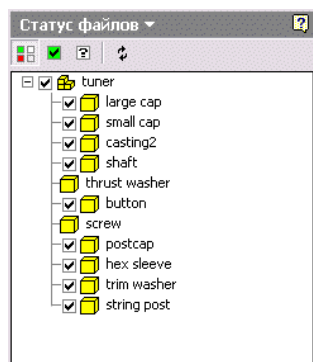 Статус файлов
tuner
large cap
small cap
casting2
shaft
thrust washer
button
screw
postcap
hex sleeve
trim washer
string post